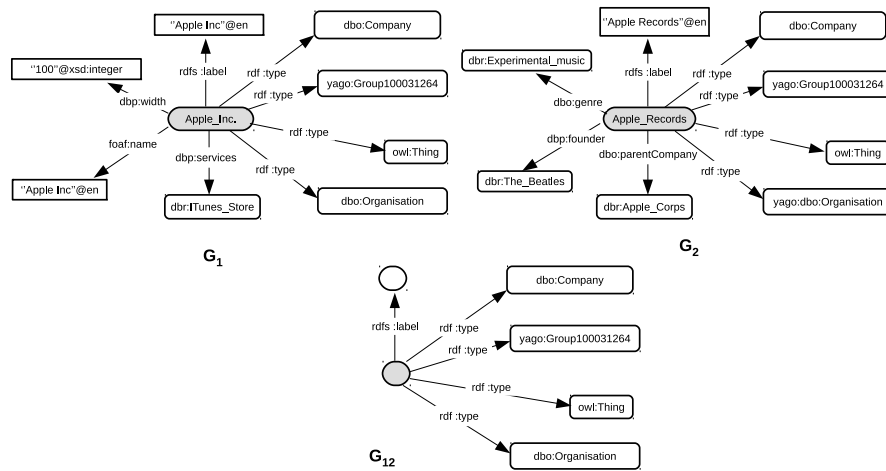 "Apple Inc"@en
dbo:Company
rdf :type
rdfs :label
"100"@xsd:integer
rdf :type
yago:Group100031264
dbp:width
Apple_Inc.
foaf:name
rdf :type
owl:Thing
dbp:services
rdf :type
"Apple Inc"@en
dbr:ITunes_Store
dbo:Organisation
G1
"Apple Records"@en
dbo:Company
rdf :type
dbr:Experimental_music
rdfs :label
rdf :type
yago:Group100031264
dbo:genre
Apple_Records
dbp:founder
rdf :type
owl:Thing
dbo:parentCompany
rdf :type
dbr:The_Beatles
dbr:Apple_Corps
yago:dbo:Organisation
G2
dbo:Company
rdfs :label
rdf :type
rdf :type
yago:Group100031264
rdf :type
owl:Thing
rdf :type
dbo:Organisation
G12